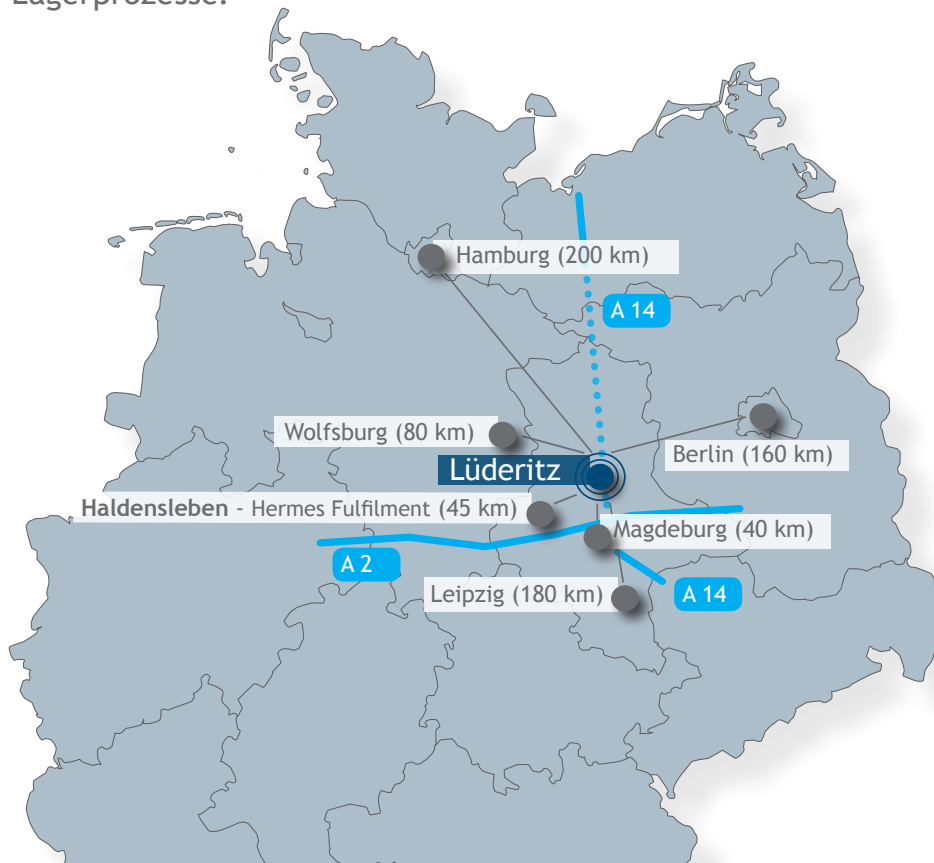 Lagerprozesse.
Hamburg (200 km)
A 14
Wolfsburg (80 km)
Berlin (160 km)
Lüderitz
Haldensleben - Hermes Fulfilment (45 km)
Magdeburg (40 km)
A 2
Leipzig (180 km)
A 14